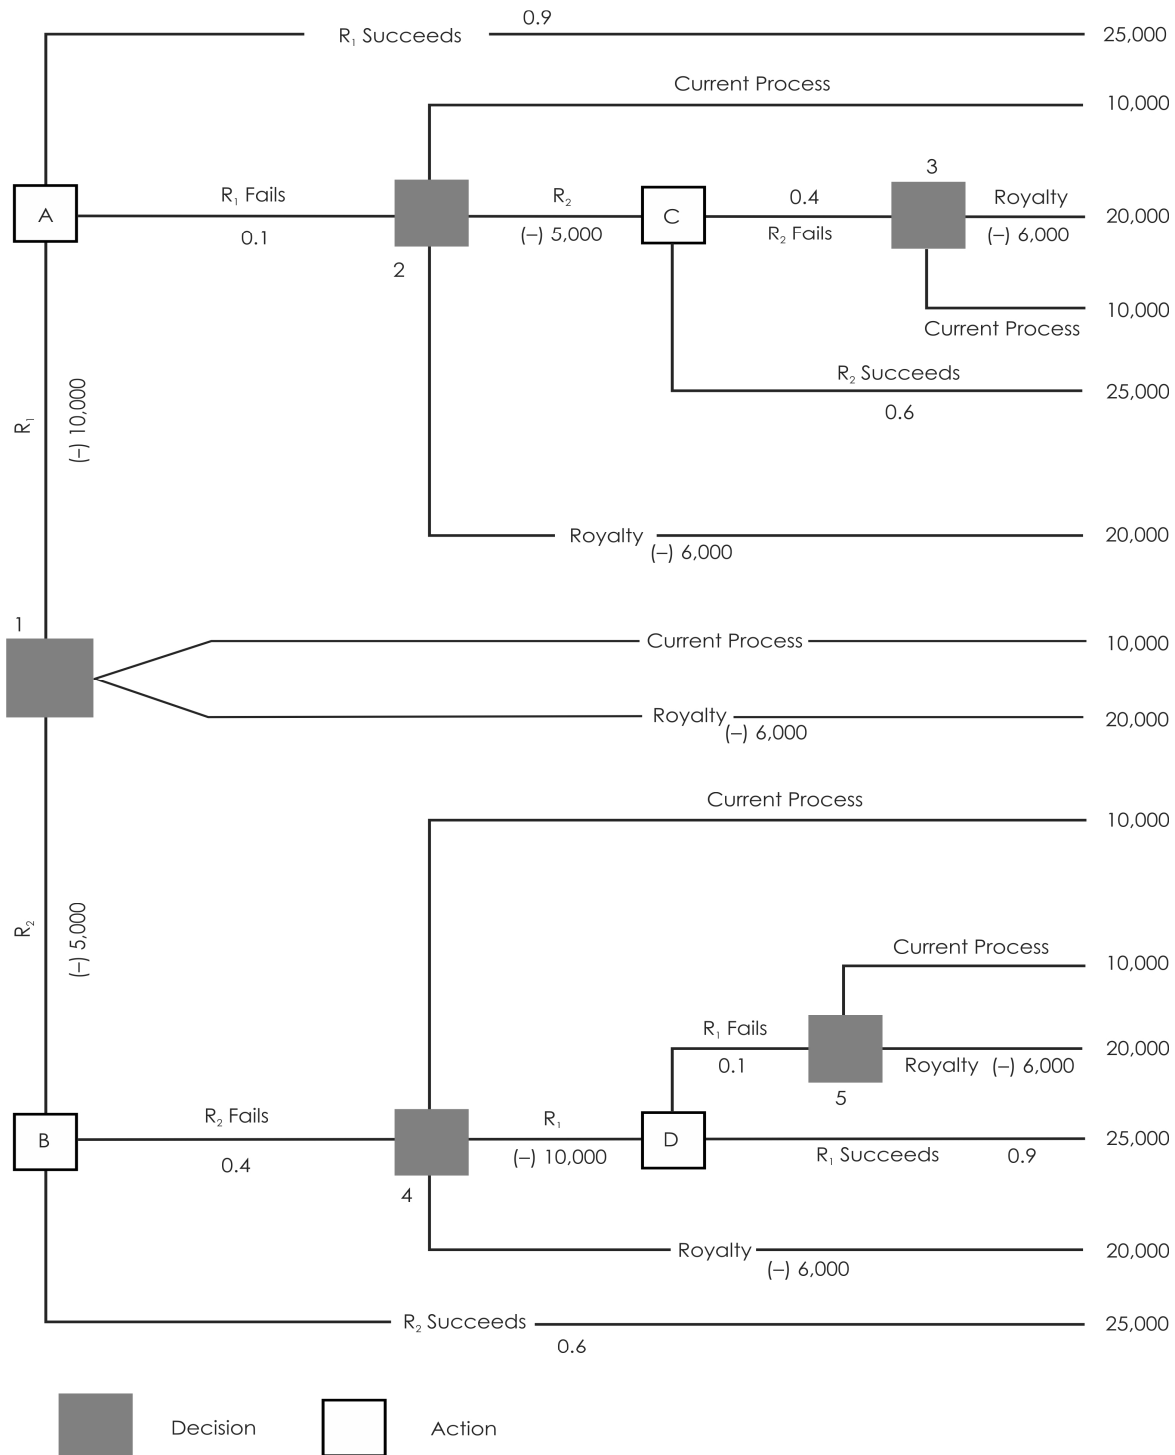 0.9
R₁ Succeeds
25,000
Current Process
10,000
3
A
R₁ Fails
0.1
2
R₂
(–) 5,000
C
0.4
R₂ Fails
Royalty
(–) 6,000
20,000
10,000
Current Process
R₂ Succeeds
0.6
25,000
R₁
(–) 10,000
Royalty
(–) 6,000
20,000
1
Current Process
10,000
Royalty
(–) 6,000
20,000
Current Process
10,000
R₂
(–) 5,000
Current Process
10,000
R₁ Fails
0.1
5
Royalty (–) 6,000
20,000
B
R₂ Fails
0.4
4
R₁
(–) 10,000
D
R₁ Succeeds
0.9
25,000
Royalty
(–) 6,000
20,000
R₂ Succeeds
0.6
25,000
Decision
Action